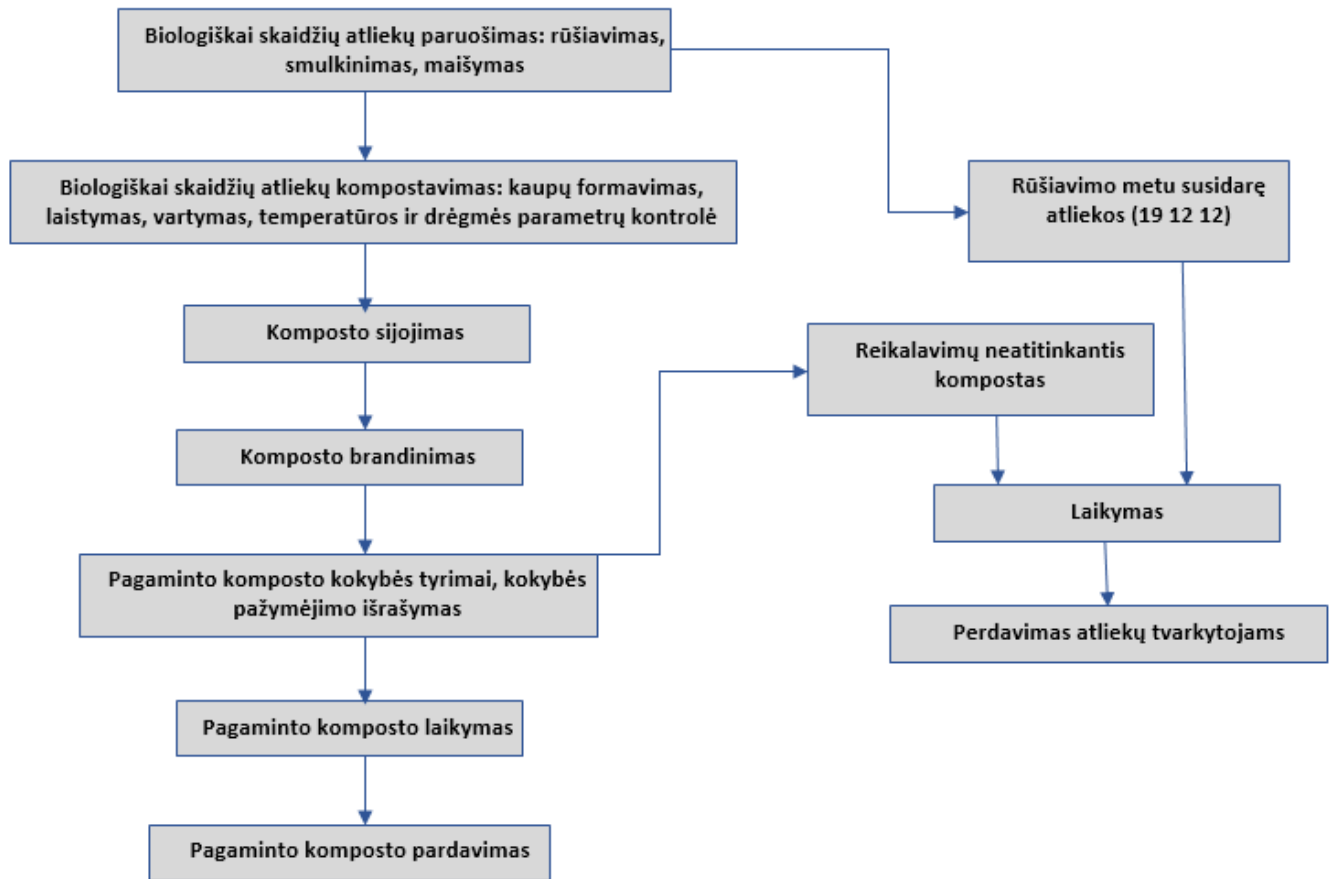 Biologiškai skaidžių atliekų paruošimas: rūšiavimas,
smulkinimas, maišymas
Biologiškai skaidžių atliekų kompostavimas: kaupų formavimas,
laistymas, vartymas, temperatūros ir drėgmės parametrų kontrolė
Rūšiavimo metu susidarę
atliekos (19 12 12)
Komposto sijojimas
Reikalavimų neatitinkantis
kompostas
Komposto brandinimas
Laikymas
Pagaminto komposto kokybės tyrimai, kokybės
pažymėjimo išrašymas
Perdavimas atliekų tvarkytojams
Pagaminto komposto laikymas
Pagaminto komposto pardavimas